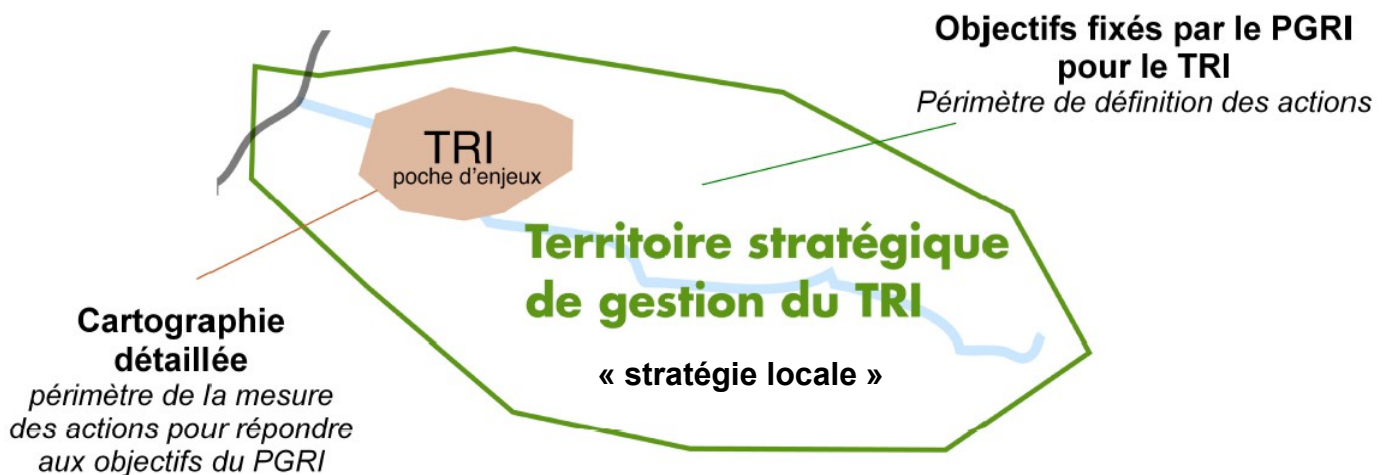 Objectifs fixés par le PGRI
pour le TRI
Périmètre de définition des actions
TRI
poche d'enjeux
Territoire stratégique
de gestion du TRI
« stratégie locale »
Cartographie
détaillée
périmètre de la mesure
des actions pour répondre
aux objectifs du PGRI